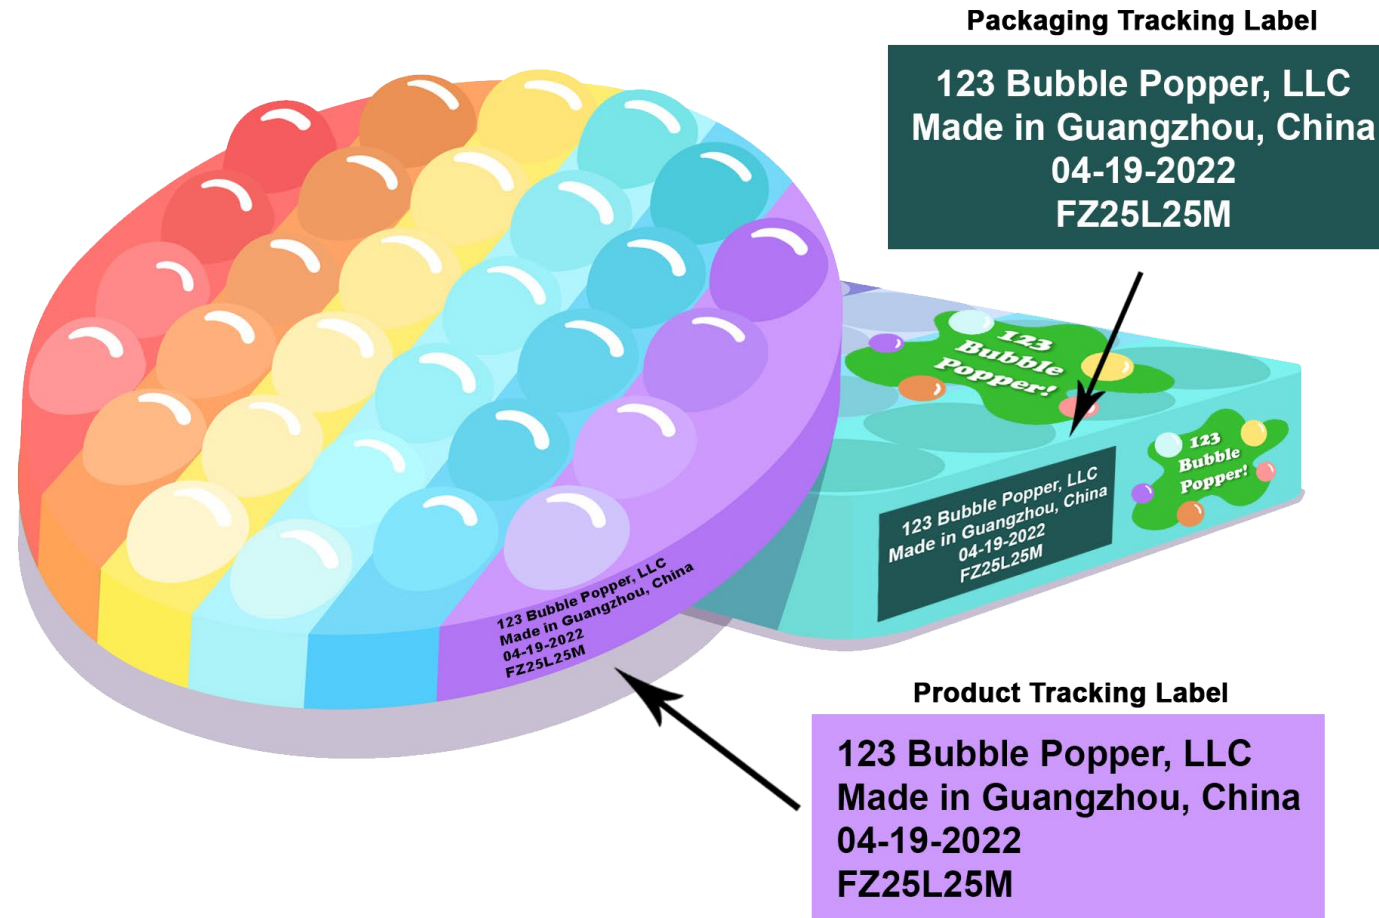 Packaging Tracking Label
123 Bubble Popper, LLC
Made in Guangzhou, China
04-19-2022
FZ25L25M
123
Bubble
Popper!
123
Bubble
Popper!
123 Bubble Popper, LLC
Made in Guangzhou, China
04-19-2022
FZ25L25M
123 Bubble Popper, LLC
Made in Guangzhou, China
04-19-2022
FZ25L25M
Product Tracking Label
123 Bubble Popper, LLC
Made in Guangzhou, China
04-19-2022
FZ25L25M